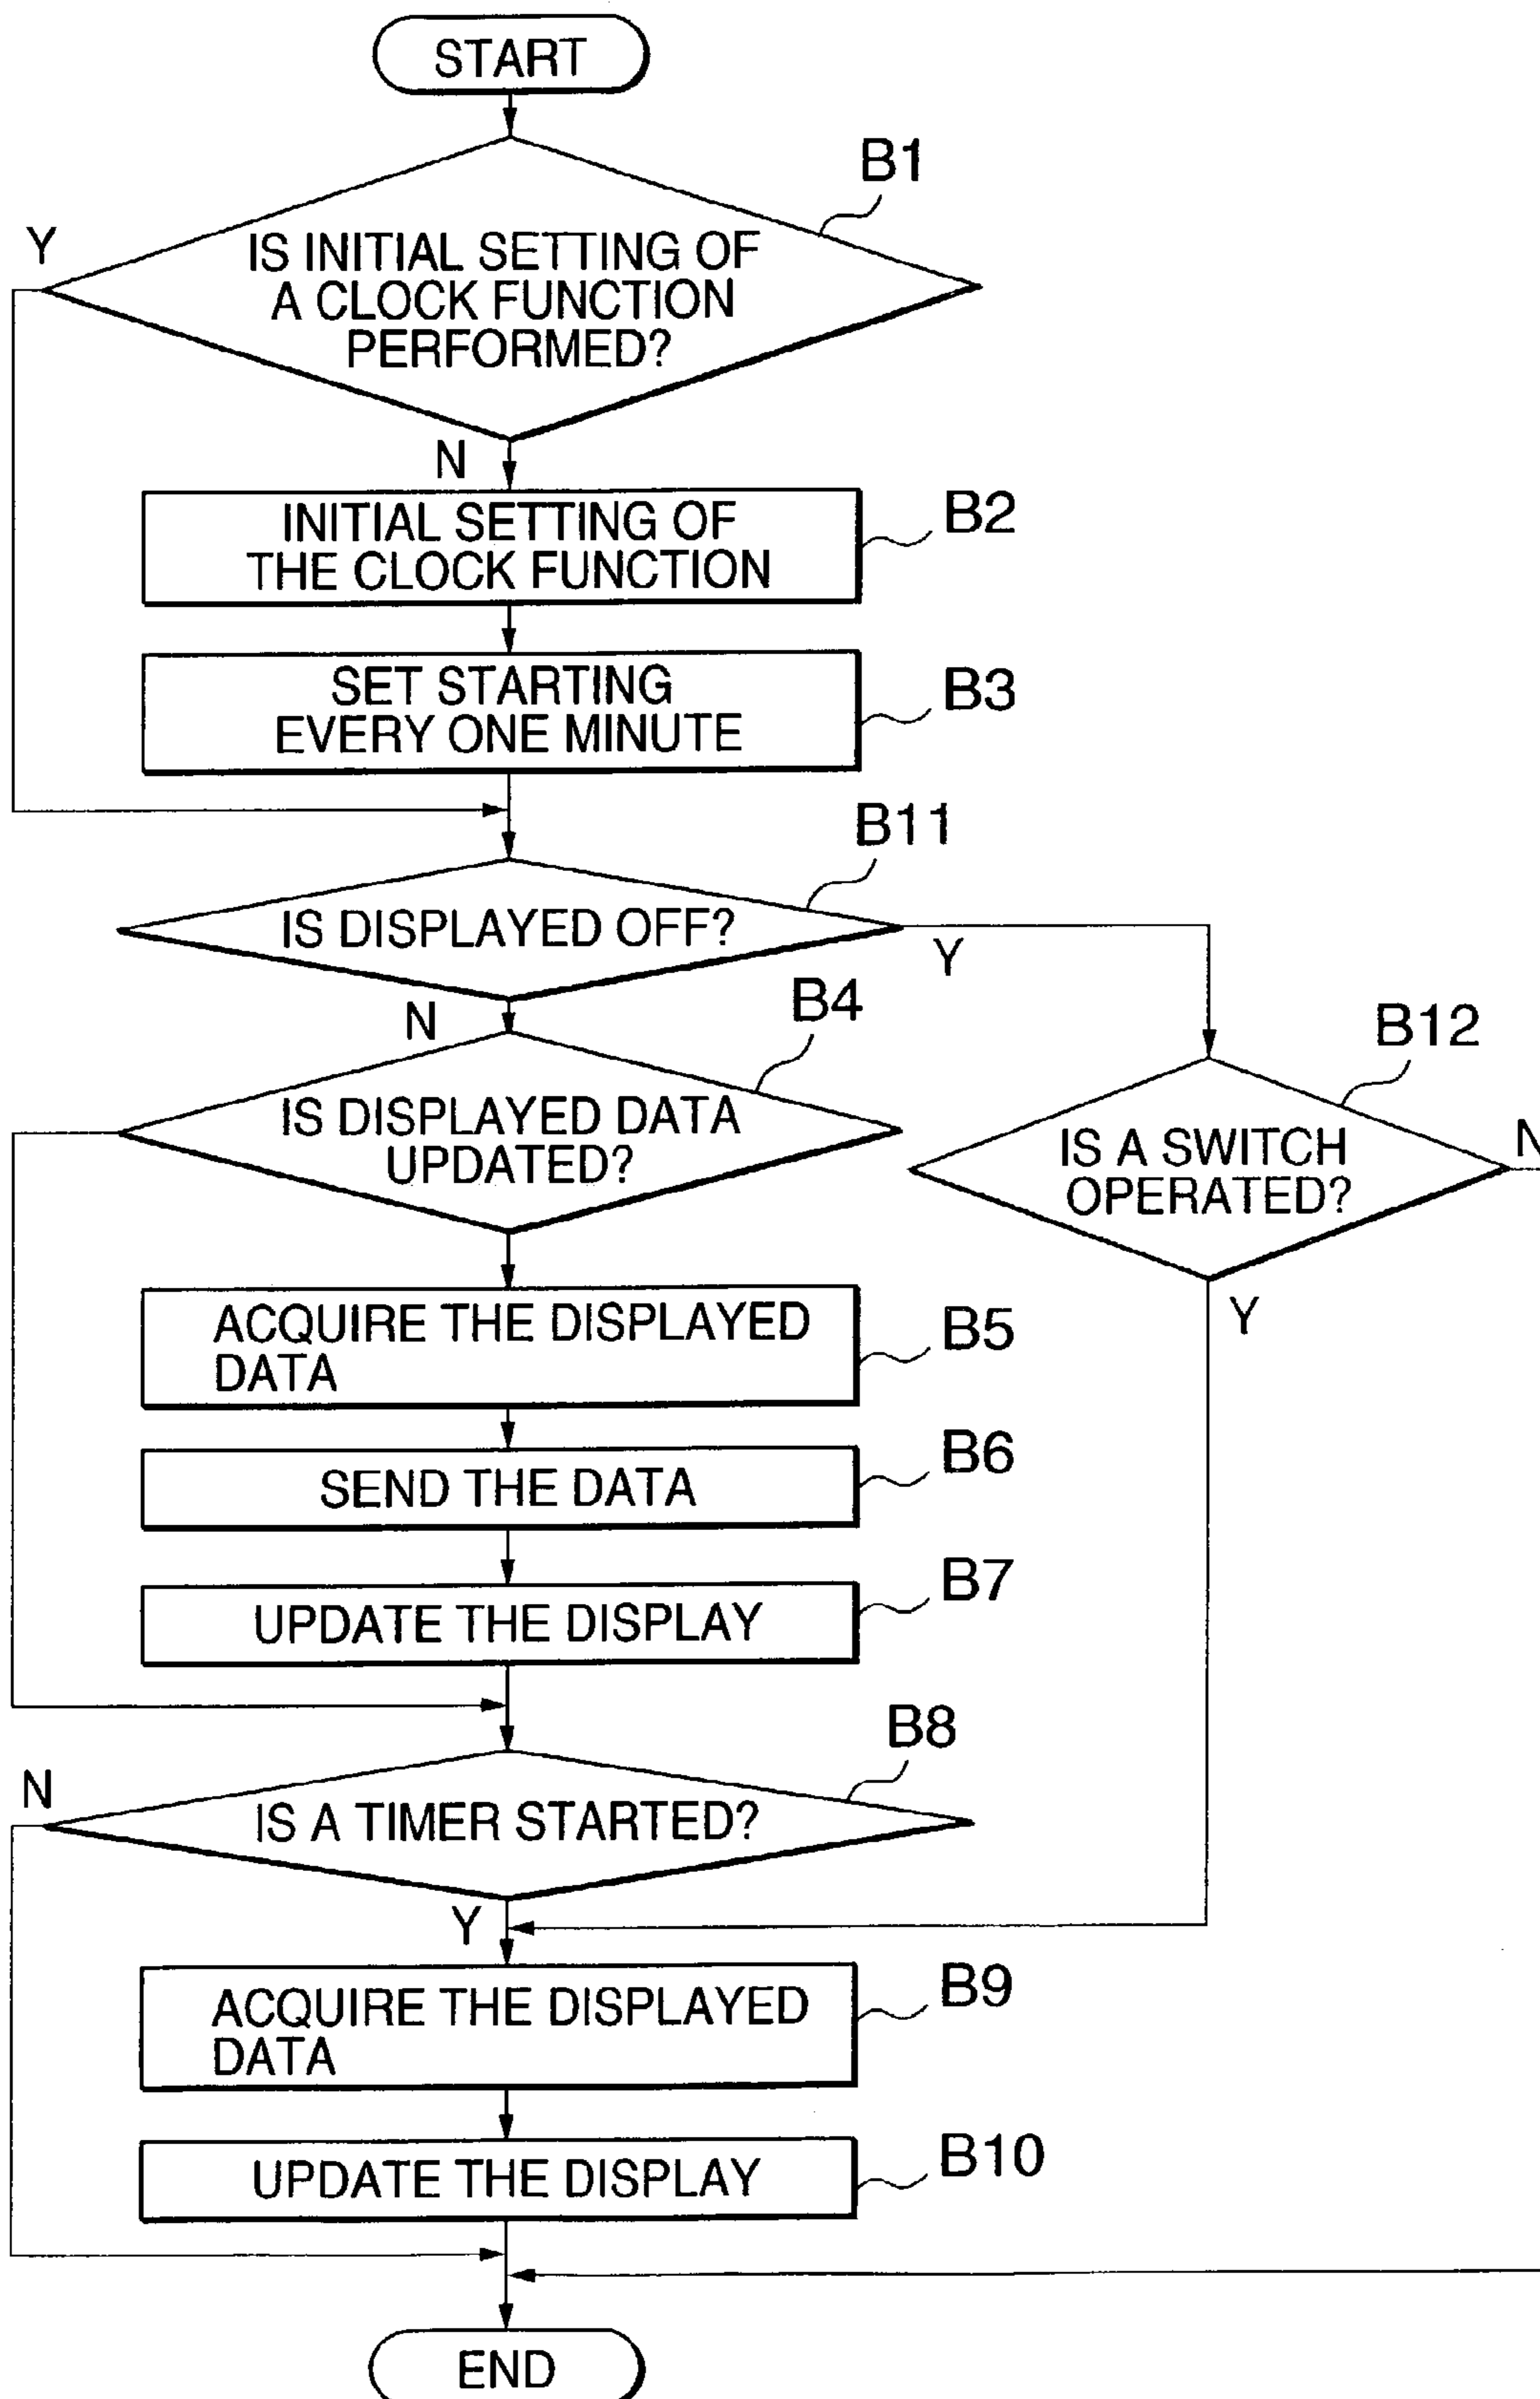 START
B1
Y
IS INITIAL SETTING OF
A CLOCK FUNCTION
PERFORMED?
N
INITIAL SETTING OF
THE CLOCK FUNCTION
B2
SET STARTING
EVERY ONE MINUTE
B3
B11
IS DISPLAYED OFF?
Y
N
B4
B12
IS DISPLAYED DATA
UPDATED?
IS A SWITCH
OPERATED?
N
Y
ACQUIRE THE DISPLAYED
DATA
B5
SEND THE DATA
B6
UPDATE THE DISPLAY
B7
B8
N
IS A TIMER STARTED?
Y
ACQUIRE THE DISPLAYED
DATA
B9
UPDATE THE DISPLAY
B10
END